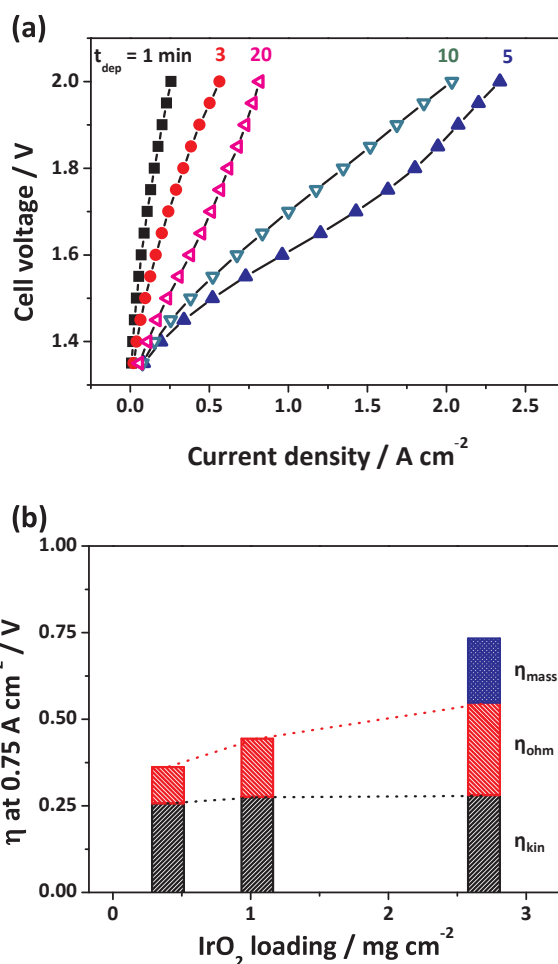 (a)
t_dep = 1 min 3 20 10 5
2.0
1.8
1.6
1.4
Cell voltage / V
0.0 0.5 1.0 1.5 2.0 2.5
Current density / A cm⁻²
(b)
1.00
0.75
0.50
0.25
0.00
η at 0.75 A cm⁻² / V
η_mass
η_ohm
η_kin
0 1 2 3
IrO₂ loading / mg cm⁻²